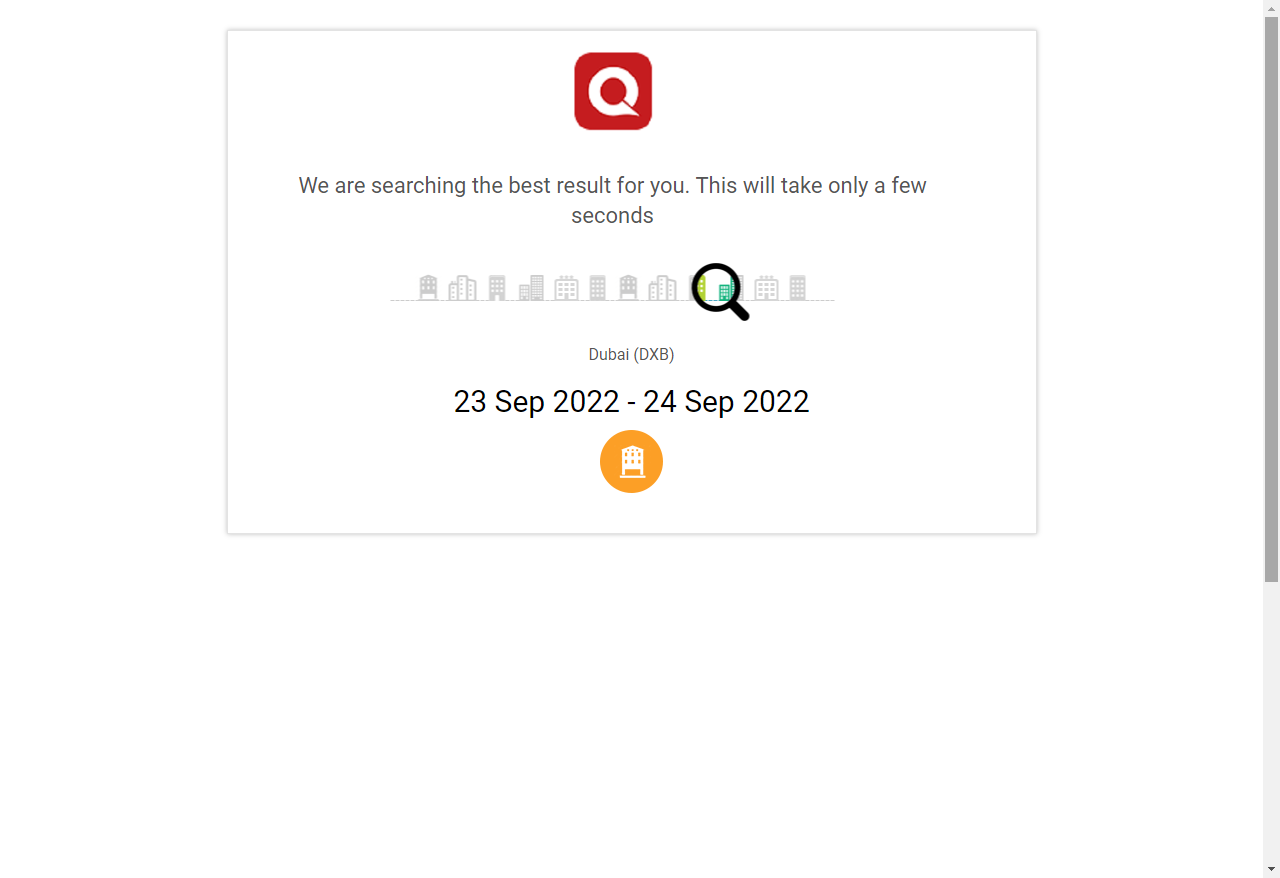 We are searching the best result for you. This will take only a few
seconds
Dubai (DXB)
23 Sep 2022 - 24 Sep 2022